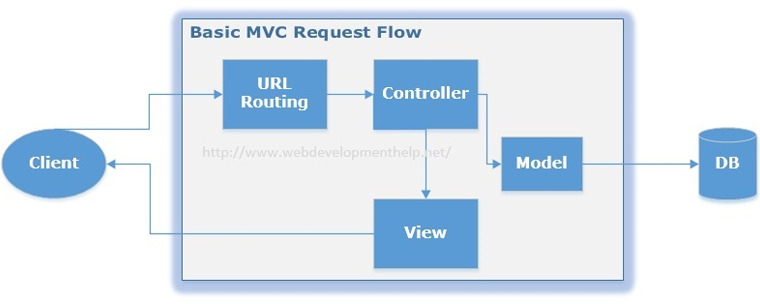 Basic MVC Request Flow
URL
Routing
Controller
http://www.webdevelopmenthelp.net/
Client
Model
DB
View